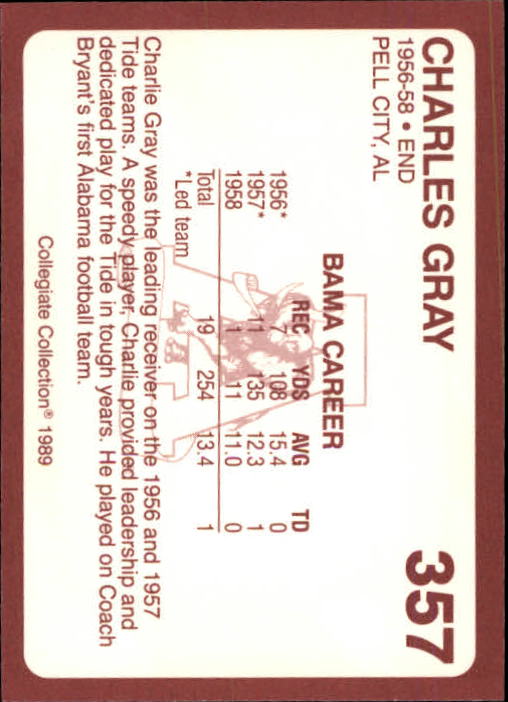 CHARLES GRAY 357
1956-58 • END
PELL CITY, AL
BAMA CAREER
REC YDS AVG TD
1956* 7 108 15.4 0
1957* 11 135 12.3 1
1958 1 11 11.0 0
Total 19 254 13.4 1
*Led team
Charlie Gray was the leading receiver on the 1956 and 1957
Tide teams. A speedy player, Charlie provided leadership and
dedicated play for the Tide in tough years. He played on Coach
Bryant's first Alabama football team.
Collegiate Collection® 1989